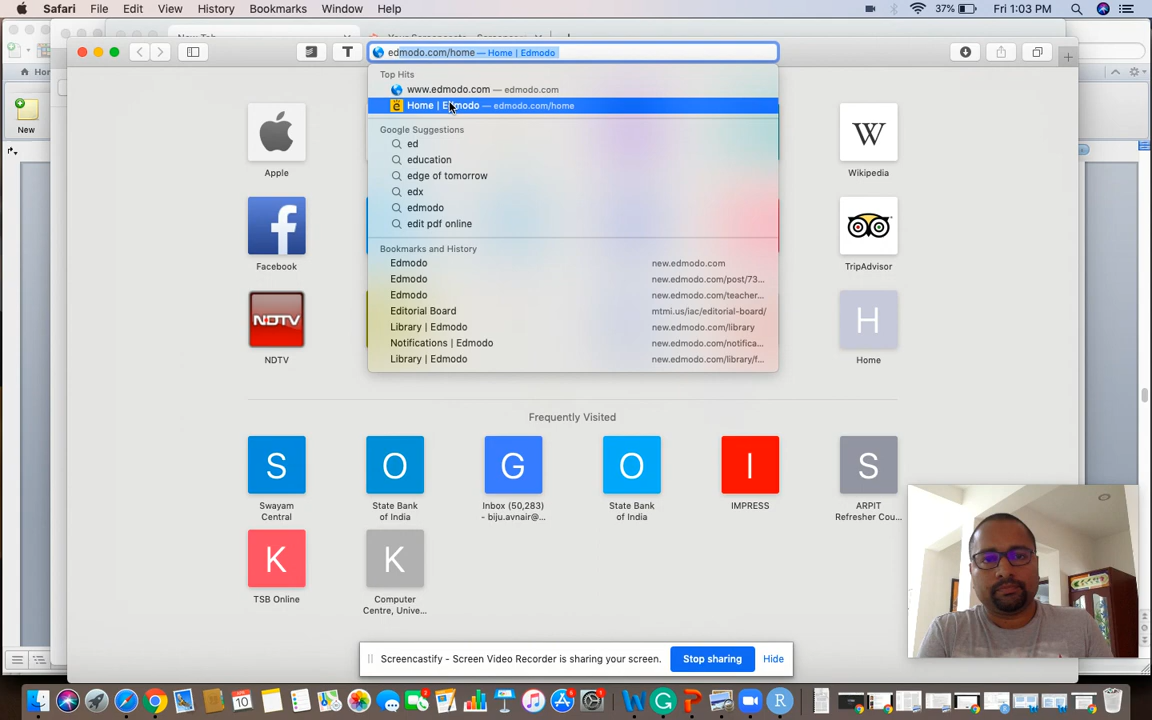 Safari File Edit View History Bookmarks Window Help 37% Fri 1:03 PM
T edmodo.com/home — Home | Edmodo
Top Hits
www.edmodo.com — edmodo.com
Home | Edmodo — edmodo.com/home
Google Suggestions
ed
education
edge of tomorrow
edx
edmodo
edit pdf online
Bookmarks and History
Edmodo new.edmodo.com
Edmodo new.edmodo.com/post/73...
Edmodo new.edmodo.com/teacher...
Editorial Board mtmi.us/iac/editorial-board/
Library | Edmodo new.edmodo.com/library
Notifications | Edmodo new.edmodo.com/notifica...
Library | Edmodo new.edmodo.com/library/f...
New
Apple
W
Wikipedia
Facebook
TripAdvisor
NDTV
NDTV
H
Home
Frequently Visited
S O G O I S
Swayam Central
State Bank of India
Inbox (50,283) - biju.avnair@...
State Bank of India
IMPRESS
ARPIT Refresher Cou...
K K
TSB Online
Computer Centre, Unive...
Screencastify - Screen Video Recorder is sharing your screen. Stop sharing Hide